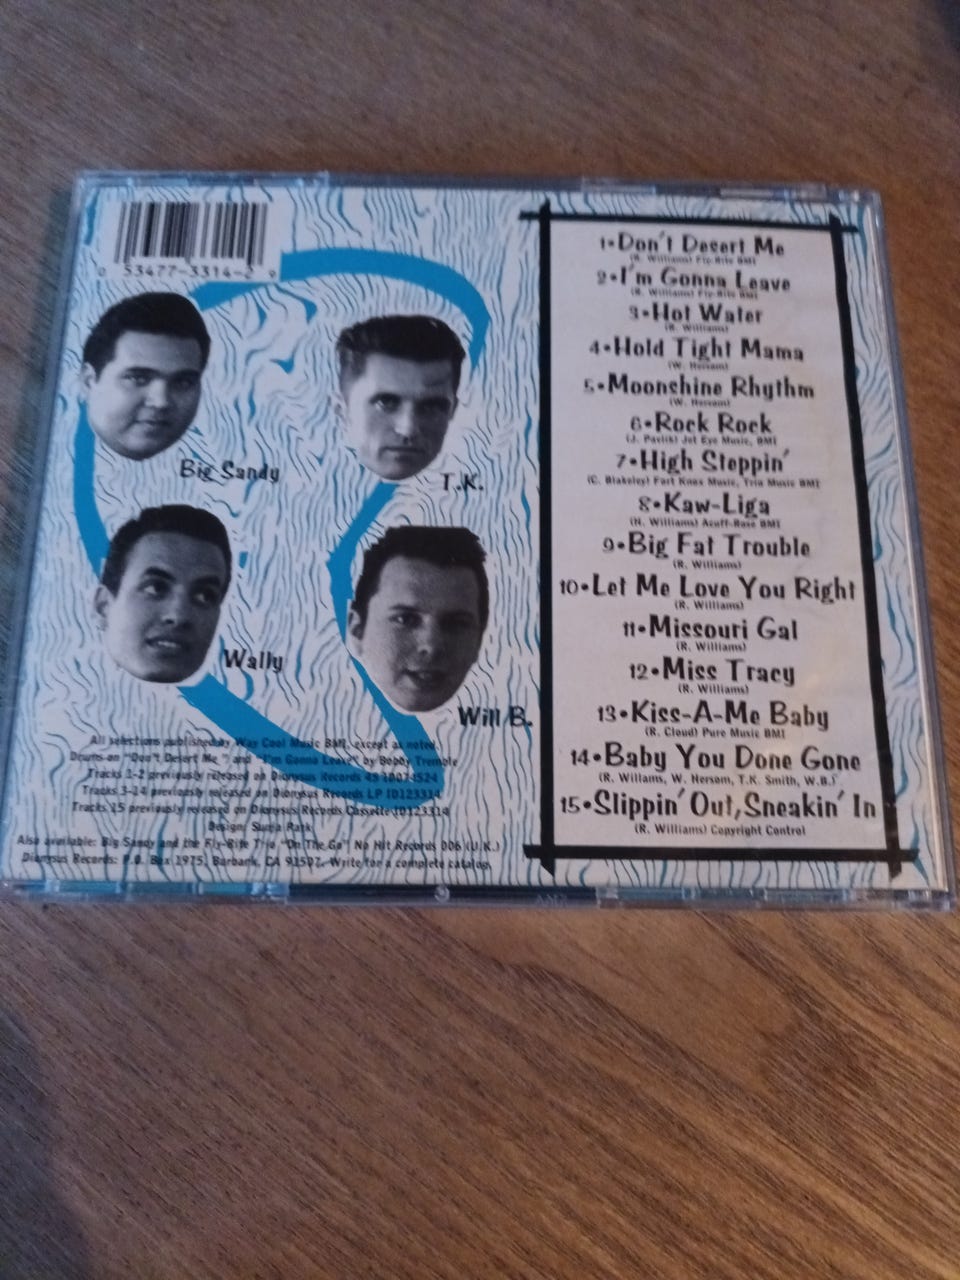 0 53477-3314-2 9
Big Sandy
T.K.
Wally
Will B.
All selections published by Way Cool Music BMI, except as noted.
Drums on "Don't Desert Me" and "I'm Gonna Leave" by Bobby Tremble
Tracks 1-2 previously released on Dionysus Records 45 ID074524
Tracks 3-14 previously released on Dionysus Records LP ID123314
Tracks 15 previously released on Dionysis Records Cassette ID123314
Design:
Also available: Big Sandy and the Fly-Rite Trio "On The Go" No Hit Records 006 (U.K.)
Dionysus Records: P.O. Box 1975, Burbank, CA 91507. Write for a complete catalog.
1•Don't Desert Me
(R. Williams) Fly-Rite BMI
2•I'm Gonna Leave
(R. Williams) Fly-Rite BMI
3•Hot Water
(R. Williams)
4•Hold Tight Mama
(W. Hersom)
5•Moonshine Rhythm
(W. Hersom)
6•Rock Rock
(J. Pavlik) Jet Eye Music, BMI
7•High Steppin'
(C. Blakeley) Fort Knox Music, Trio Music BMI
8•Kaw-Liga
(H. Williams) Acuff-Rose BMI
9•Big Fat Trouble
(R. Williams)
10•Let Me Love You Right
(R. Williams)
11•Missouri Gal
(R. Williams)
12•Miss Tracy
(R. Williams)
13•Kiss-A-Me Baby
(R. Cloud) Pure Music BMI
14•Baby You Done Gone
(R. Williams, W. Hersom, T.K. Smith, W.B.)
15•Slippin' Out, Sneakin' In
(R. Williams) Copyright Control